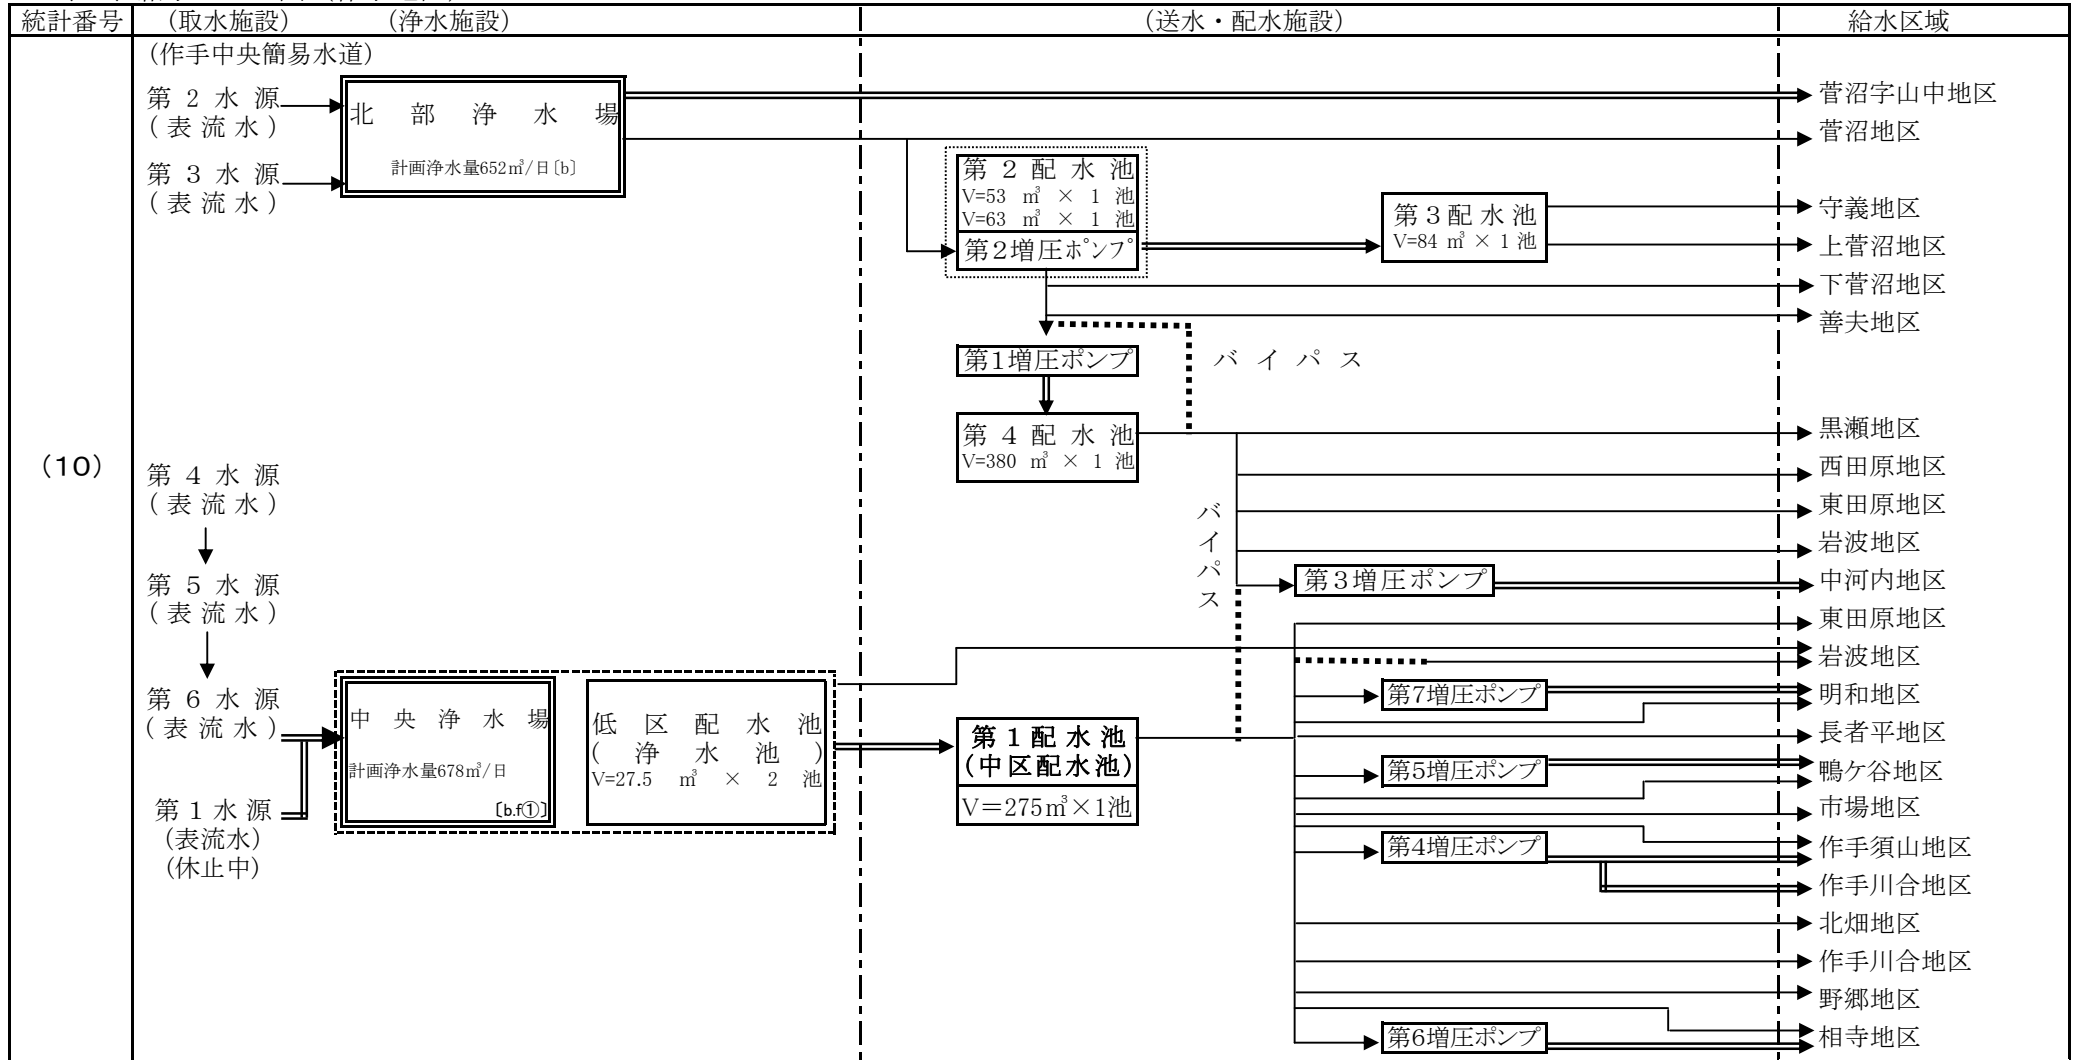 統計番号 (取水施設) (浄水施設) (送水・配水施設) 給水区域
(作手中央簡易水道)
(10)
第2水源
(表流水)
第3水源
(表流水)
北部浄水場
計画浄水量652㎥/日〔b〕
第2配水池
V=53 ㎥ × 1 池
V=63 ㎥ × 1 池
第2増圧ポンプ
第3配水池
V=84 ㎥ × 1 池
第1増圧ポンプ
バイパス
第4配水池
V=380 ㎥ × 1 池
バイパス
第3増圧ポンプ
第4水源
(表流水)
第5水源
(表流水)
第6水源
(表流水)
第1水源
(表流水)
(休止中)
中央浄水場
計画浄水量678㎥/日
〔b.f①〕
低区配水池
(浄水池)
V=27.5 ㎥ × 2 池
第1配水池
(中区配水池)
V=275㎥×1池
第7増圧ポンプ
第5増圧ポンプ
第4増圧ポンプ
第6増圧ポンプ
菅沼字山中地区
菅沼地区
守義地区
上菅沼地区
下菅沼地区
善夫地区
黒瀬地区
西田原地区
東田原地区
岩波地区
中河内地区
東田原地区
岩波地区
明和地区
長者平地区
鴨ケ谷地区
市場地区
作手須山地区
作手川合地区
北畑地区
作手川合地区
野郷地区
相寺地区